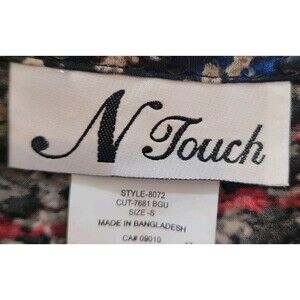 N Touch
STYLE-8072
CUT-7681 BGU
SIZE-S
MADE IN BANGLADESH
CA# 09010